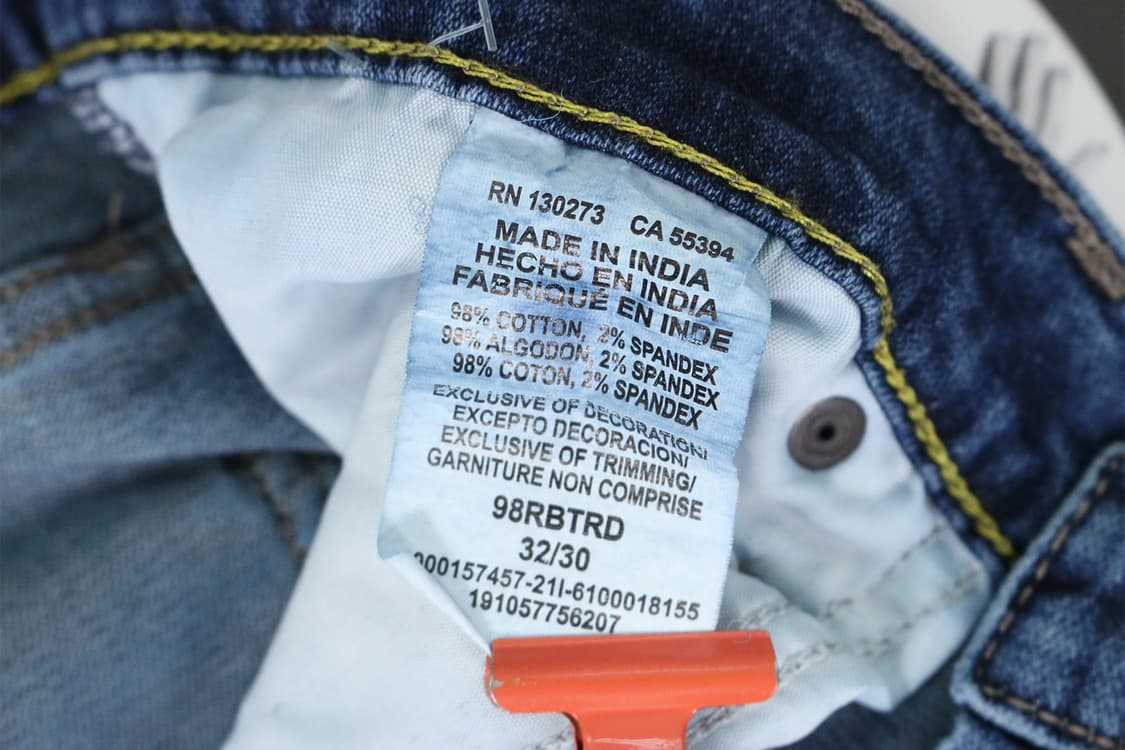 RN 130273 CA 55394
MADE IN INDIA
HECHO EN INDIA
FABRIQUÉ EN INDE
98% COTTON, 2% SPANDEX
98% ALGODON, 2% SPANDEX
98% COTON, 2% SPANDEX
EXCLUSIVE OF DECORATION/
EXCEPTO DECORACION/
EXCLUSIVE OF TRIMMING/
GARNITURE NON COMPRISE
98RBTRD
32/30
000157457-21I-6100018155
191057756207